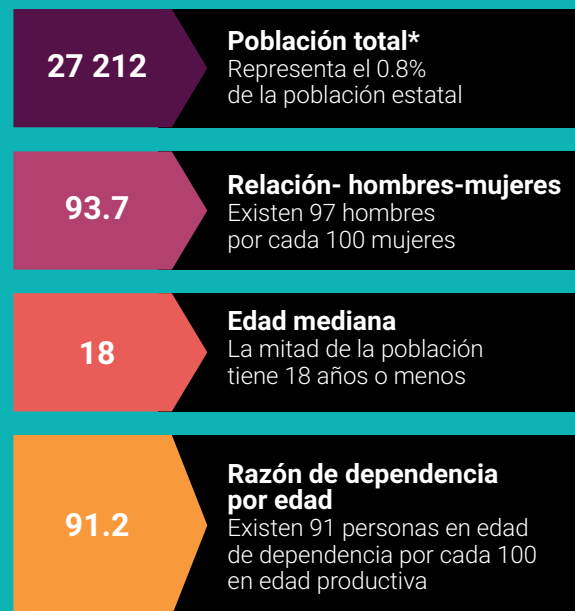 27 212
Población total*
Representa el 0.8%
de la población estatal
93.7
Relación- hombres-mujeres
Existen 97 hombres
por cada 100 mujeres
18
Edad mediana
La mitad de la población
tiene 18 años o menos
91.2
Razón de dependencia
por edad
Existen 91 personas en edad
de dependencia por cada 100
en edad productiva